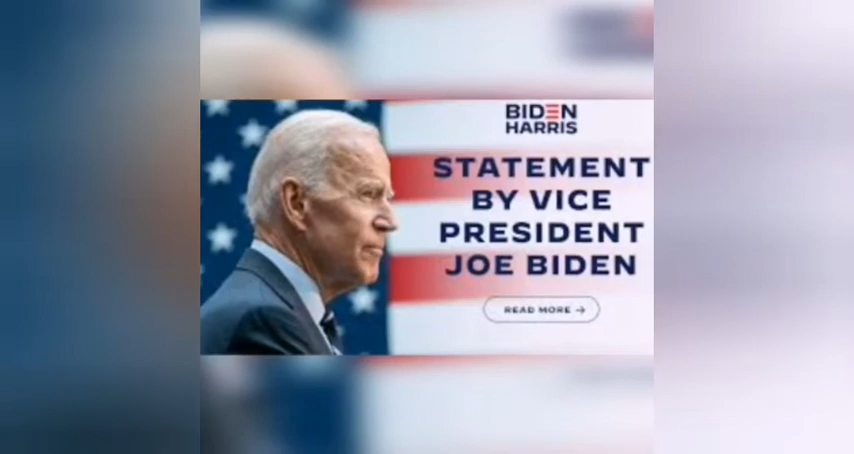 BIDEN
HARRIS
STATEMENT
BY VICE
PRESIDENT
JOE BIDEN
READ MORE →